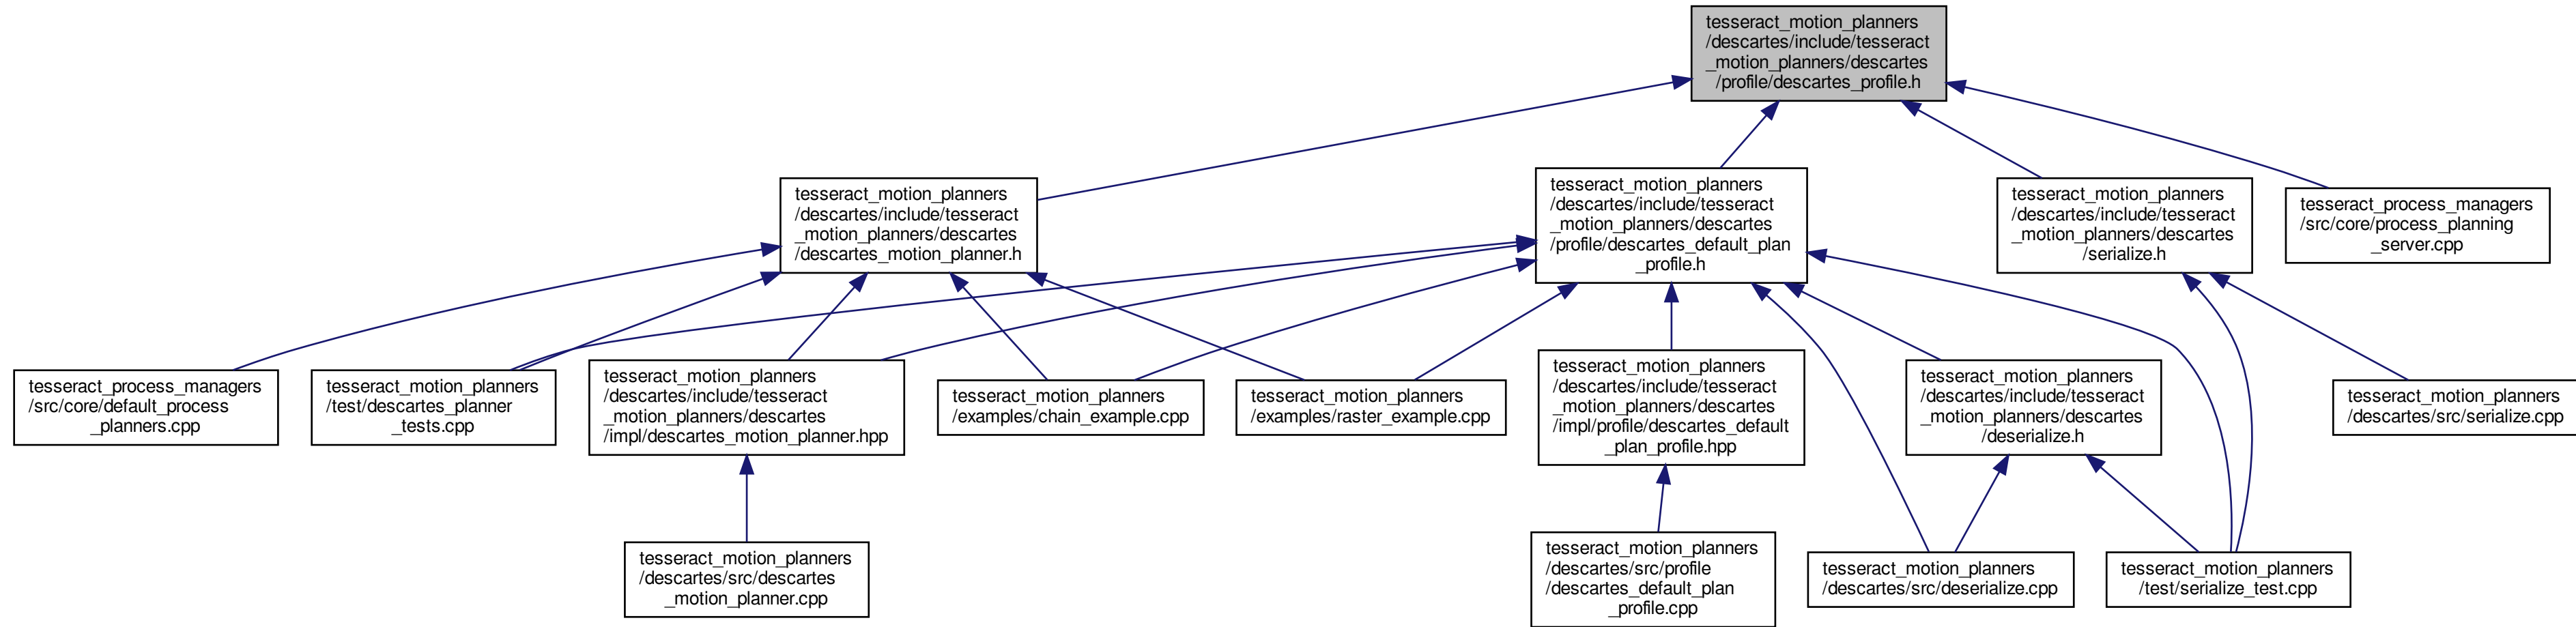 tesseract_motion_planners
/descartes/include/tesseract
_motion_planners/descartes
/profile/descartes_profile.h
tesseract_motion_planners
/descartes/include/tesseract
_motion_planners/descartes
/descartes_motion_planner.h
tesseract_motion_planners
/descartes/include/tesseract
_motion_planners/descartes
/profile/descartes_default_plan
_profile.h
tesseract_motion_planners
/descartes/include/tesseract
_motion_planners/descartes
/serialize.h
tesseract_process_managers
/src/core/process_planning
_server.cpp
tesseract_process_managers
/src/core/default_process
_planners.cpp
tesseract_motion_planners
/test/descartes_planner
_tests.cpp
tesseract_motion_planners
/descartes/include/tesseract
_motion_planners/descartes
/impl/descartes_motion_planner.hpp
tesseract_motion_planners
/examples/chain_example.cpp
tesseract_motion_planners
/examples/raster_example.cpp
tesseract_motion_planners
/descartes/include/tesseract
_motion_planners/descartes
/impl/profile/descartes_default
_plan_profile.hpp
tesseract_motion_planners
/descartes/include/tesseract
_motion_planners/descartes
/deserialize.h
tesseract_motion_planners
/descartes/src/serialize.cpp
tesseract_motion_planners
/descartes/src/descartes
_motion_planner.cpp
tesseract_motion_planners
/descartes/src/profile
/descartes_default_plan
_profile.cpp
tesseract_motion_planners
/descartes/src/deserialize.cpp
tesseract_motion_planners
/test/serialize_test.cpp